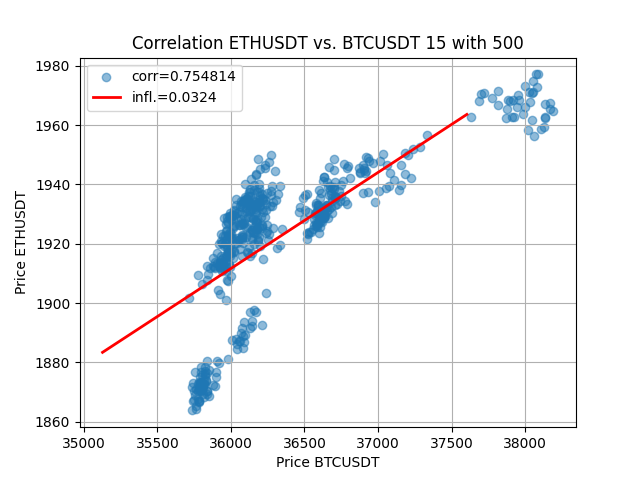 Correlation ETHUSDT vs. BTCUSDT 15 with 500
corr=0.754814
infl.=0.0324
Price ETHUSDT
1980
1960
1940
1920
1900
1880
1860
35000 35500 36000 36500 37000 37500 38000
Price BTCUSDT